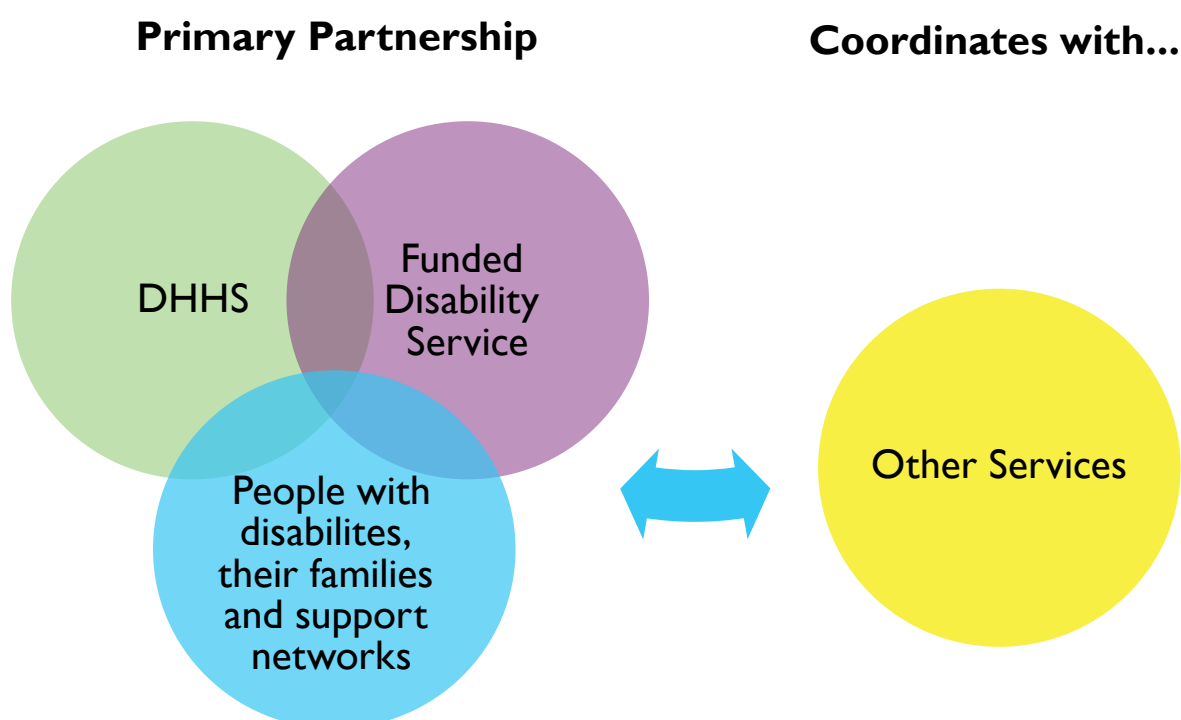 Primary Partnership
Coordinates with...
DHHS
Funded
Disability
Service
People with
disabilites,
their families
and support
networks
Other Services